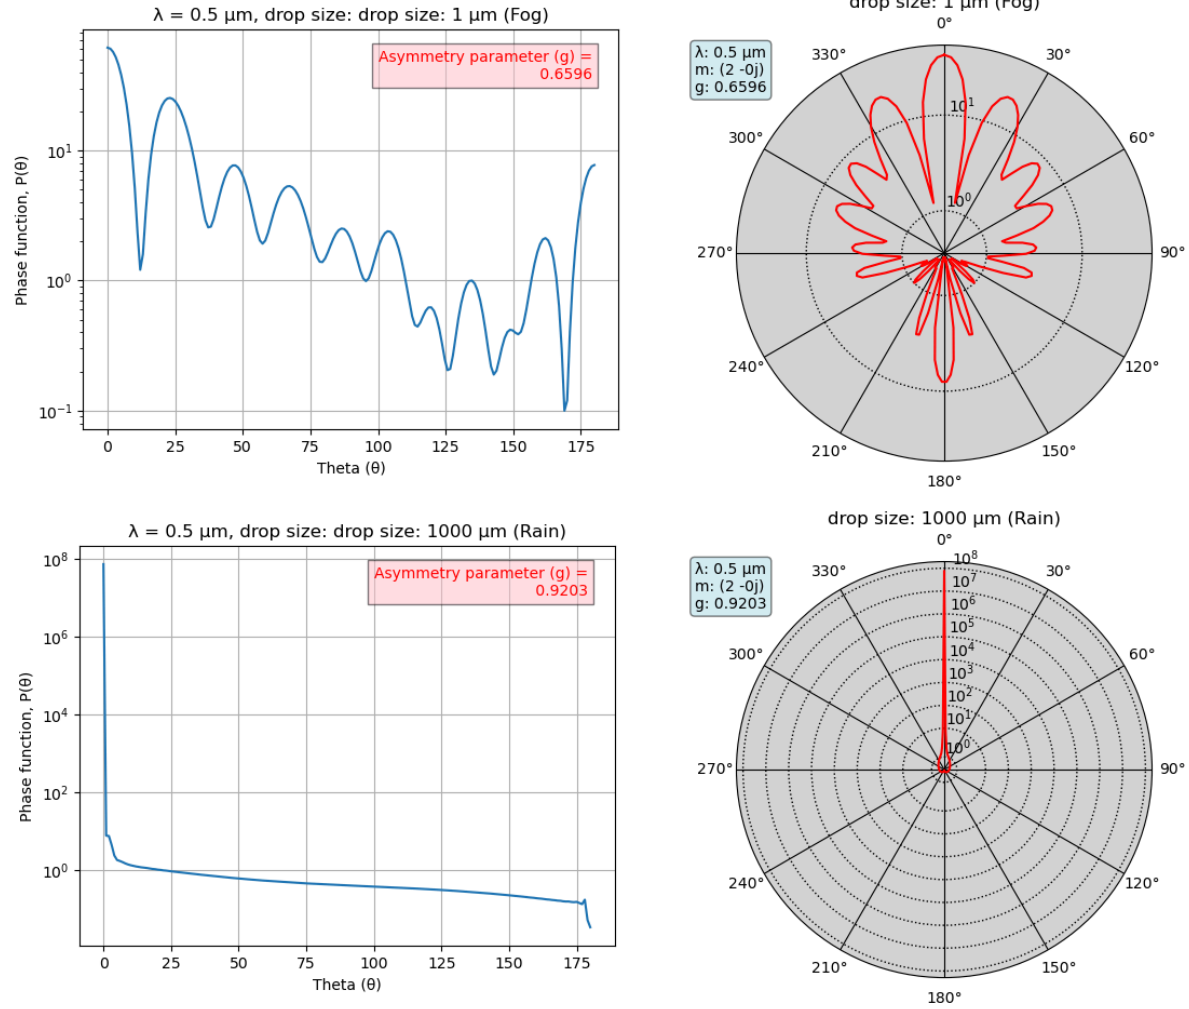 λ = 0.5 μm, drop size: drop size: 1 μm (Fog)
Asymmetry parameter (g) =
0.6596
Phase function, P(θ)
10¹
10⁰
10⁻¹
0 25 50 75 100 125 150 175
Theta (θ)
drop size: 1 μm (Fog)
0°
λ: 0.5 μm
m: (2 -0j)
g: 0.6596
330° 30°
10¹
300° 60°
10⁰
270° 90°
240° 120°
210° 150°
180°
λ = 0.5 μm, drop size: drop size: 1000 μm (Rain)
Asymmetry parameter (g) =
0.9203
Phase function, P(θ)
10⁸
10⁶
10⁴
10²
10⁰
0 25 50 75 100 125 150 175
Theta (θ)
drop size: 1000 μm (Rain)
0°
λ: 0.5 μm
m: (2 -0j)
g: 0.9203
10⁸
330° 30°
10⁷
10⁶
10⁵
300° 60°
10⁴
10³
10²
10¹
10⁰
270° 90°
240° 120°
210° 150°
180°